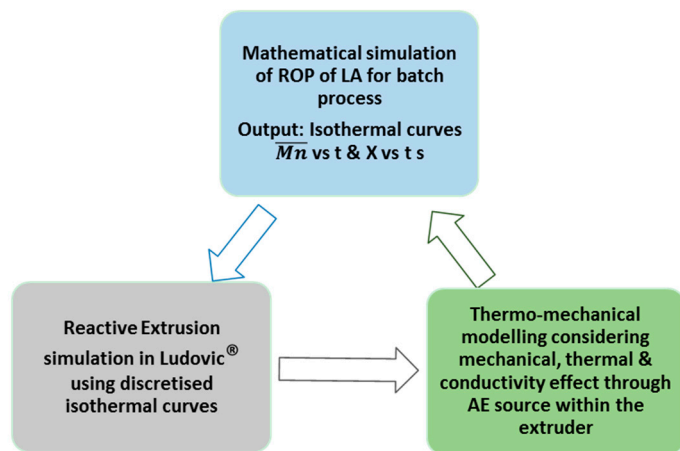 Mathematical simulation
of ROP of LA for batch
process
Output: Isothermal curves
M̅n̅ vs t & X vs t s
Reactive Extrusion
simulation in Ludovic®
using discretised
isothermal curves
Thermo-mechanical
modelling considering
mechanical, thermal &
conductivity effect through
AE source within the
extruder